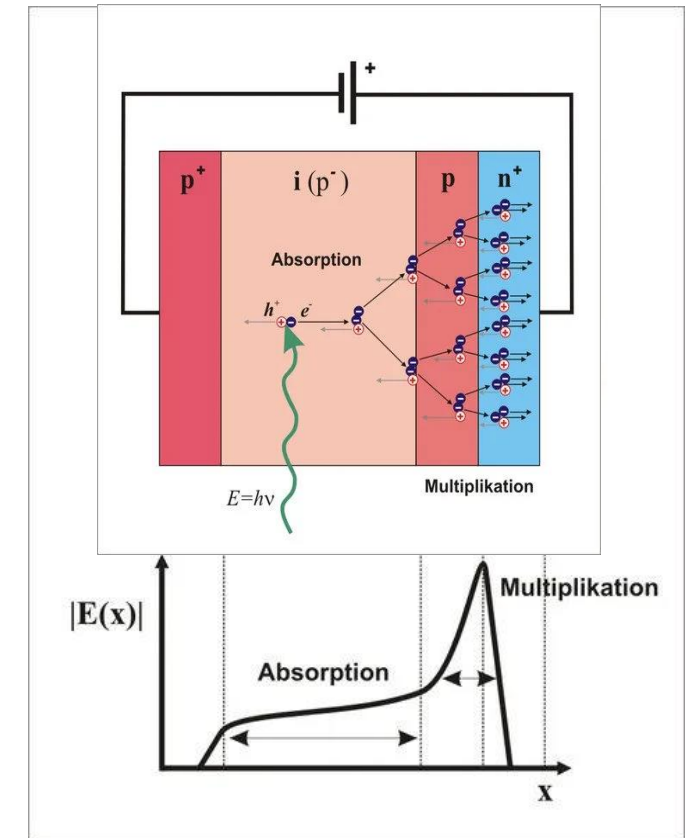 +
p⁺ i (p⁻) p n⁺
Absorption
h⁺ e⁻
E=hν
Multiplikation
|E(x)|
Multiplikation
Absorption
x